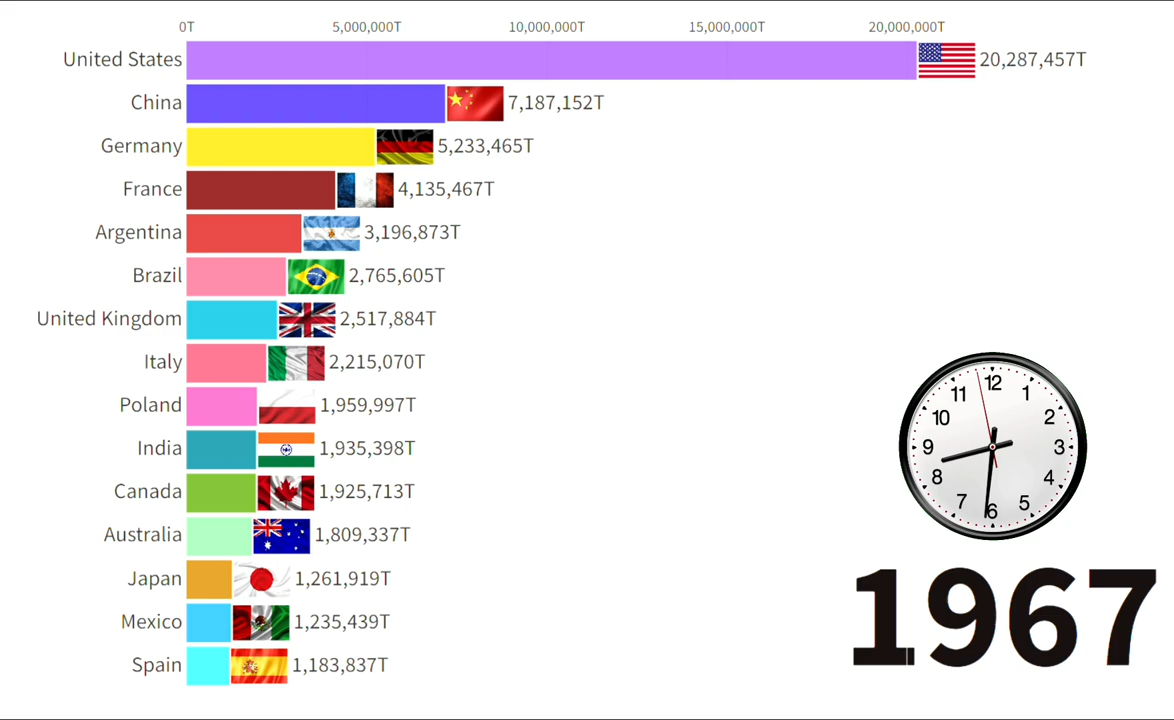 0T 5,000,000T 10,000,000T 15,000,000T 20,000,000T
United States 20,287,457T
China 7,187,152T
Germany 5,233,465T
France 4,135,467T
Argentina 3,196,873T
Brazil 2,765,605T
United Kingdom 2,517,884T
Italy 2,215,070T
Poland 1,959,997T
India 1,935,398T
Canada 1,925,713T
Australia 1,809,337T
Japan 1,261,919T
Mexico 1,235,439T
Spain 1,183,837T
12
11 1
10 2
9 3
8 4
7 5
6
1967